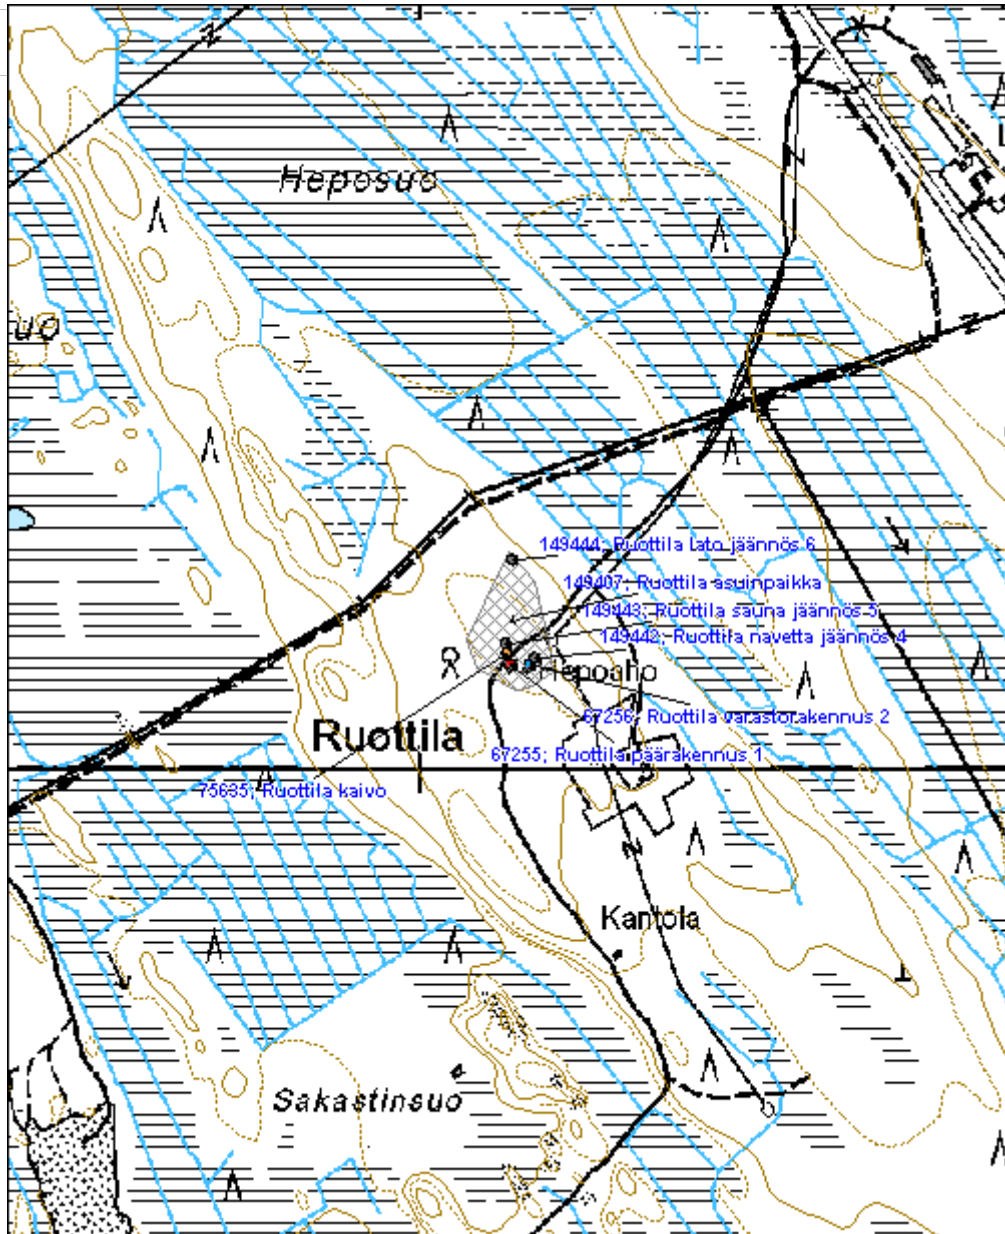 Heposuo
uo
149444; Ruottila lato jäännös 6
149407; Ruottila asuinpaikka
149443; Ruottila sauna jäännös 5
149442; Ruottila navetta jäännös 4
Hepoaho
67256; Ruottila varastorakennus 2
Ruottila
67255; Ruottila päärakennus 1
75635; Ruottila kaivo
Kantola
Sakastinsuo